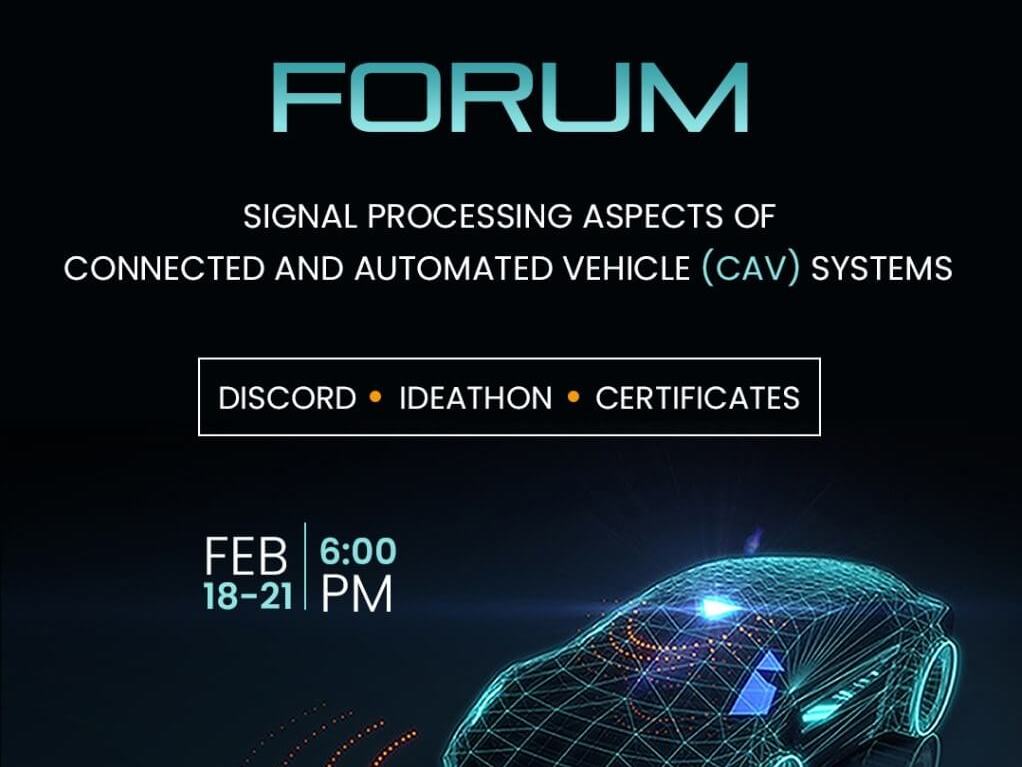 FORUM
SIGNAL PROCESSING ASPECTS OF
CONNECTED AND AUTOMATED VEHICLE (CAV) SYSTEMS
DISCORD • IDEATHON • CERTIFICATES
FEB
18-21
6:00
PM